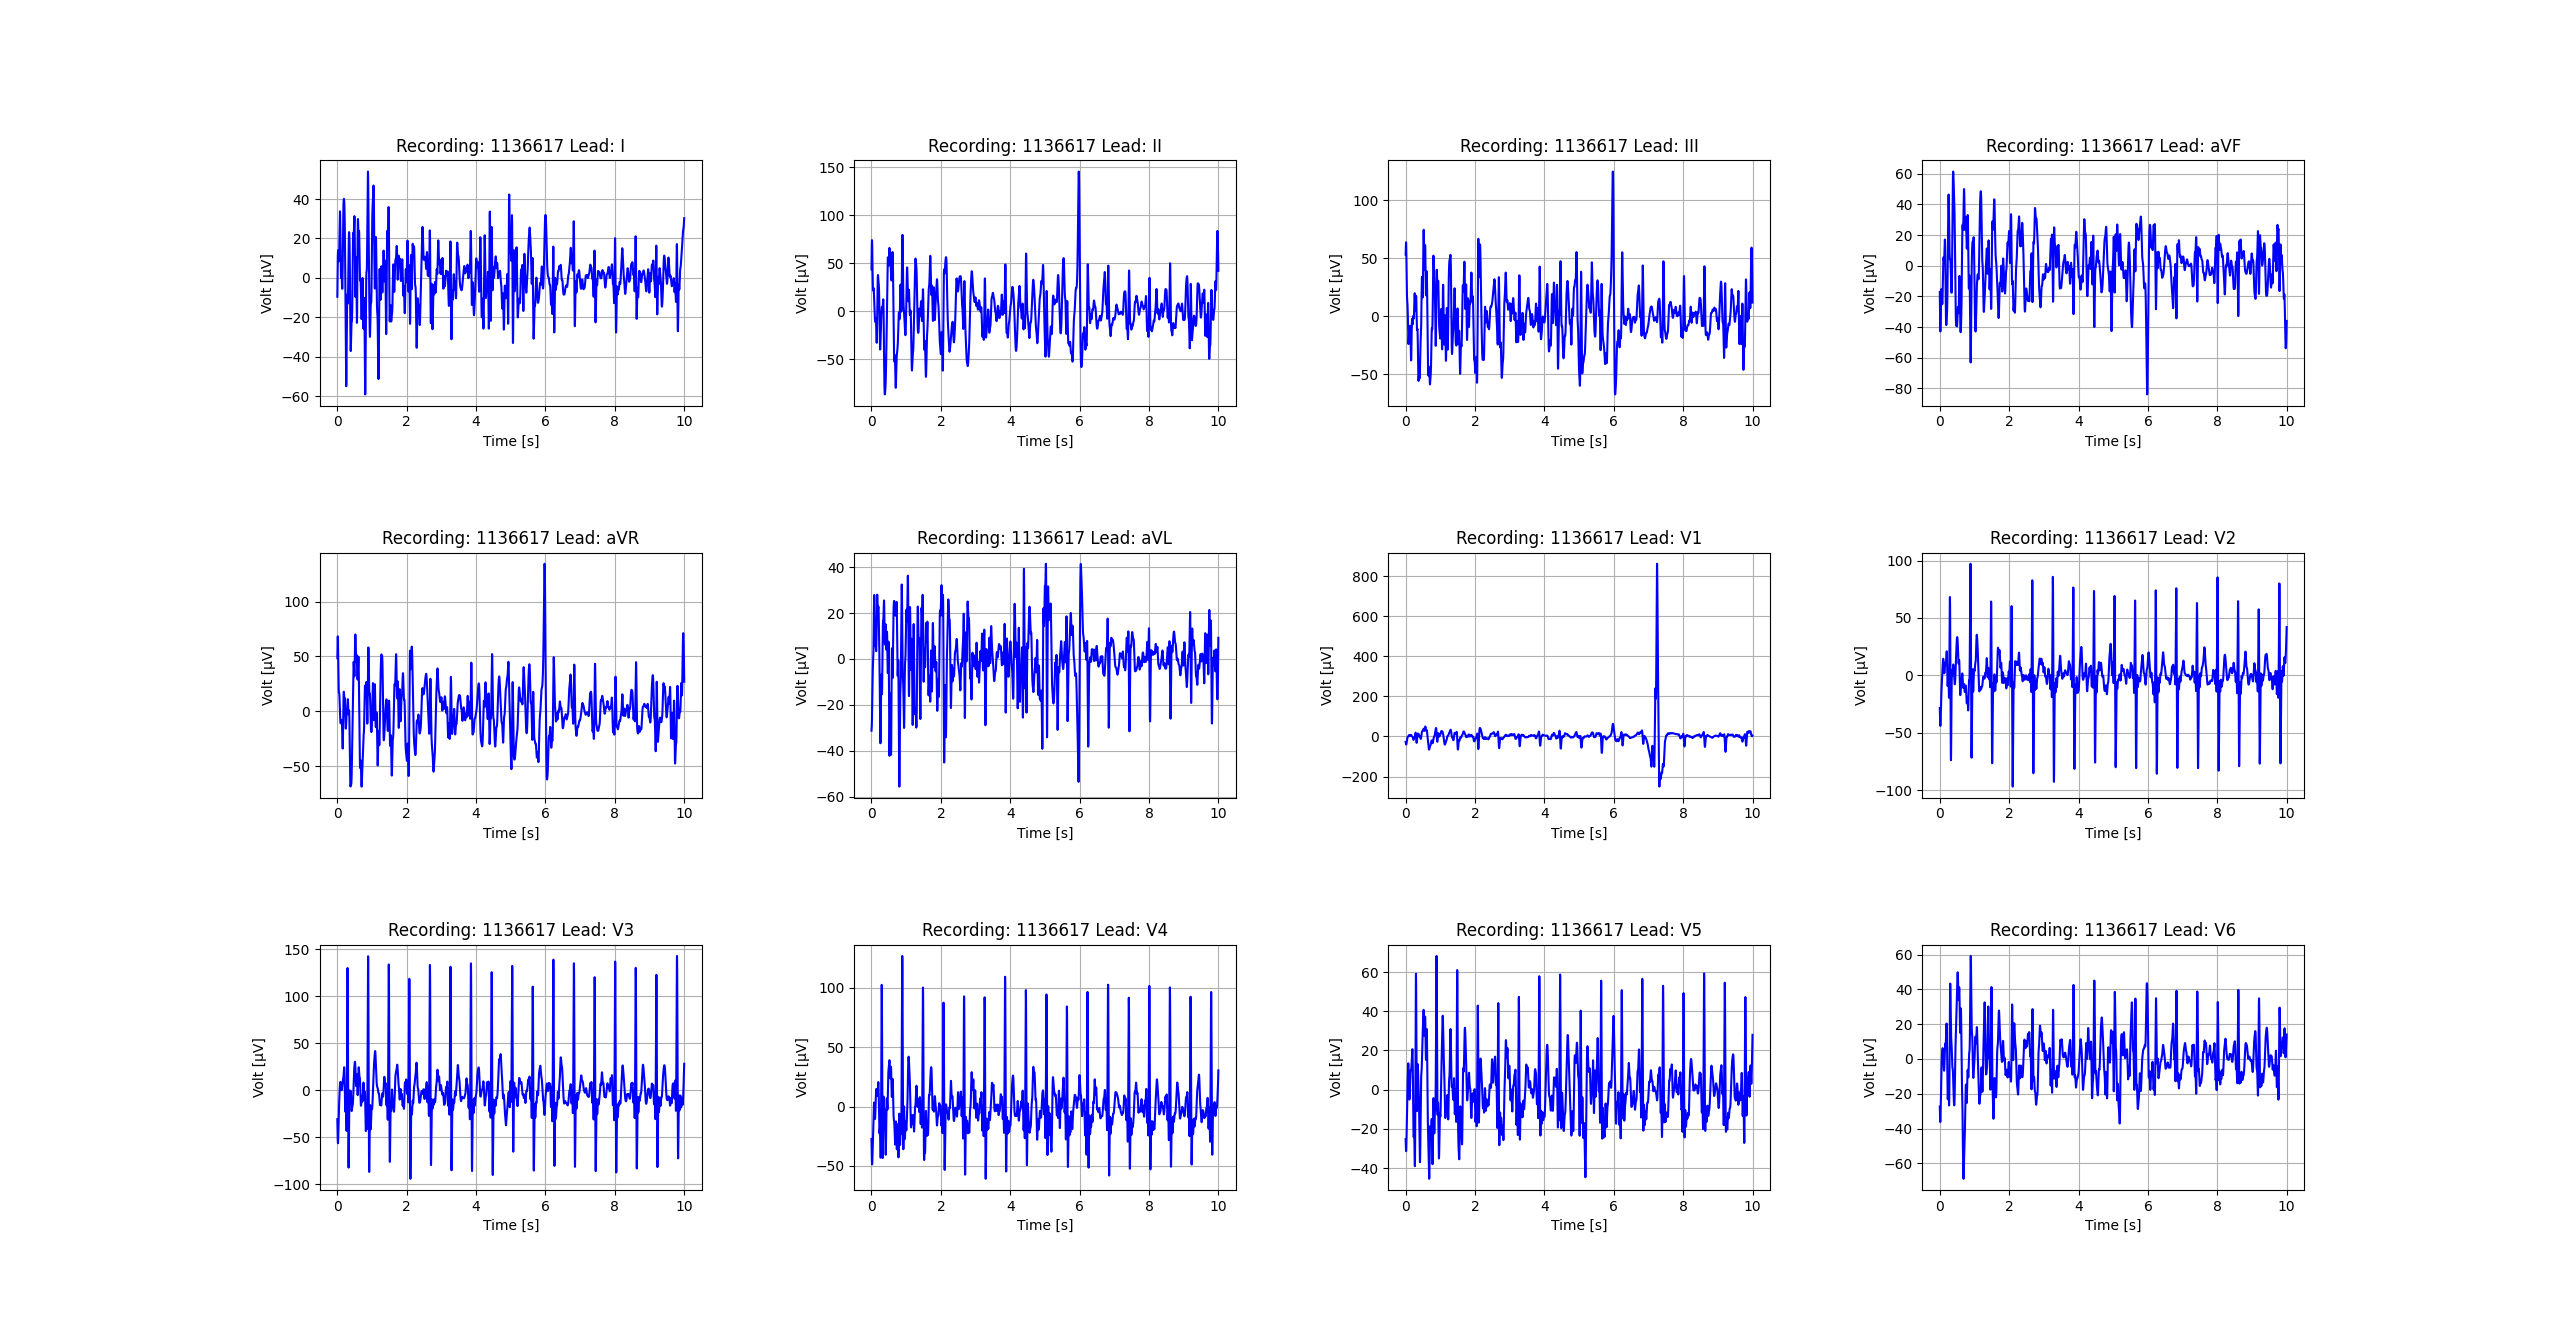 Recording: 1136617 Lead: I
Volt [µV]
40
20
0
−20
−40
−60
0 2 4 6 8 10
Time [s]
Recording: 1136617 Lead: II
Volt [µV]
150
100
50
0
−50
0 2 4 6 8 10
Time [s]
Recording: 1136617 Lead: III
Volt [µV]
100
50
0
−50
0 2 4 6 8 10
Time [s]
Recording: 1136617 Lead: aVF
Volt [µV]
60
40
20
0
−20
−40
−60
−80
0 2 4 6 8 10
Time [s]
Recording: 1136617 Lead: aVR
Volt [µV]
100
50
0
−50
0 2 4 6 8 10
Time [s]
Recording: 1136617 Lead: aVL
Volt [µV]
40
20
0
−20
−40
−60
0 2 4 6 8 10
Time [s]
Recording: 1136617 Lead: V1
Volt [µV]
800
600
400
200
0
−200
0 2 4 6 8 10
Time [s]
Recording: 1136617 Lead: V2
Volt [µV]
100
50
0
−50
−100
0 2 4 6 8 10
Time [s]
Recording: 1136617 Lead: V3
Volt [µV]
150
100
50
0
−50
−100
0 2 4 6 8 10
Time [s]
Recording: 1136617 Lead: V4
Volt [µV]
100
50
0
−50
0 2 4 6 8 10
Time [s]
Recording: 1136617 Lead: V5
Volt [µV]
60
40
20
0
−20
−40
0 2 4 6 8 10
Time [s]
Recording: 1136617 Lead: V6
Volt [µV]
60
40
20
0
−20
−40
−60
0 2 4 6 8 10
Time [s]